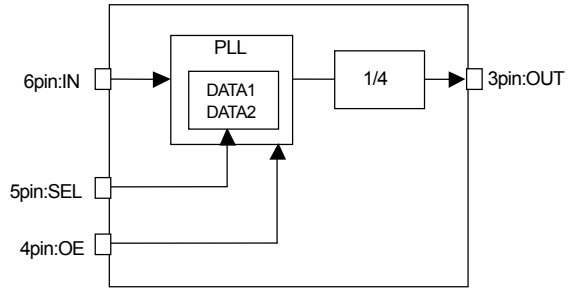 PLL
6pin:IN
1/4
3pin:OUT
DATA1
DATA2
5pin:SEL
4pin:OE